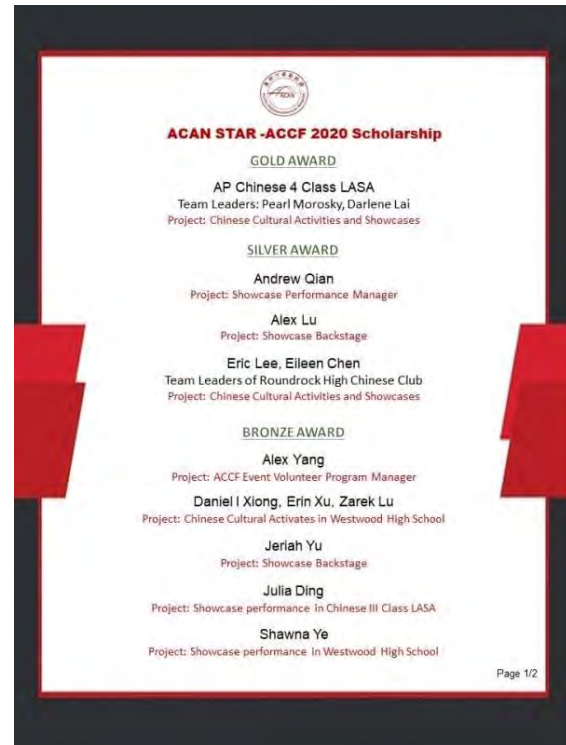 ACAN
ACAN STAR -ACCF 2020 Scholarship
GOLD AWARD
AP Chinese 4 Class LASA
Team Leaders: Pearl Morosky, Darlene Lai
Project: Chinese Cultural Activities and Showcases
SILVER AWARD
Andrew Qian
Project: Showcase Performance Manager
Alex Lu
Project: Showcase Backstage
Eric Lee, Eileen Chen
Team Leaders of Roundrock High Chinese Club
Project: Chinese Cultural Activities and Showcases
BRONZE AWARD
Alex Yang
Project: ACCF Event Volunteer Program Manager
Daniel I Xiong, Erin Xu, Zarek Lu
Project: Chinese Cultural Activates in Westwood High School
Jeriah Yu
Project: Showcase Backstage
Julia Ding
Project: Showcase performance in Chinese III Class LASA
Shawna Ye
Project: Showcase performance in Westwood High School
Page 1/2